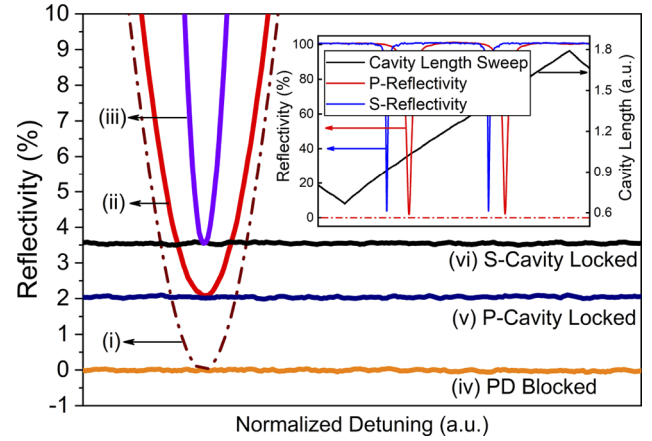 10
9
8
7
6
5
4
3
2
1
0
-1
Reflectivity (%)
Normalized Detuning (a.u.)
(iii)
(ii)
(i)
(vi) S-Cavity Locked
(v) P-Cavity Locked
(iv) PD Blocked
100
80
60
40
20
0
Reflectivity (%)
Cavity Length Sweep
P-Reflectivity
S-Reflectivity
1.8
1.5
1.2
0.9
0.6
Cavity Length (a.u.)